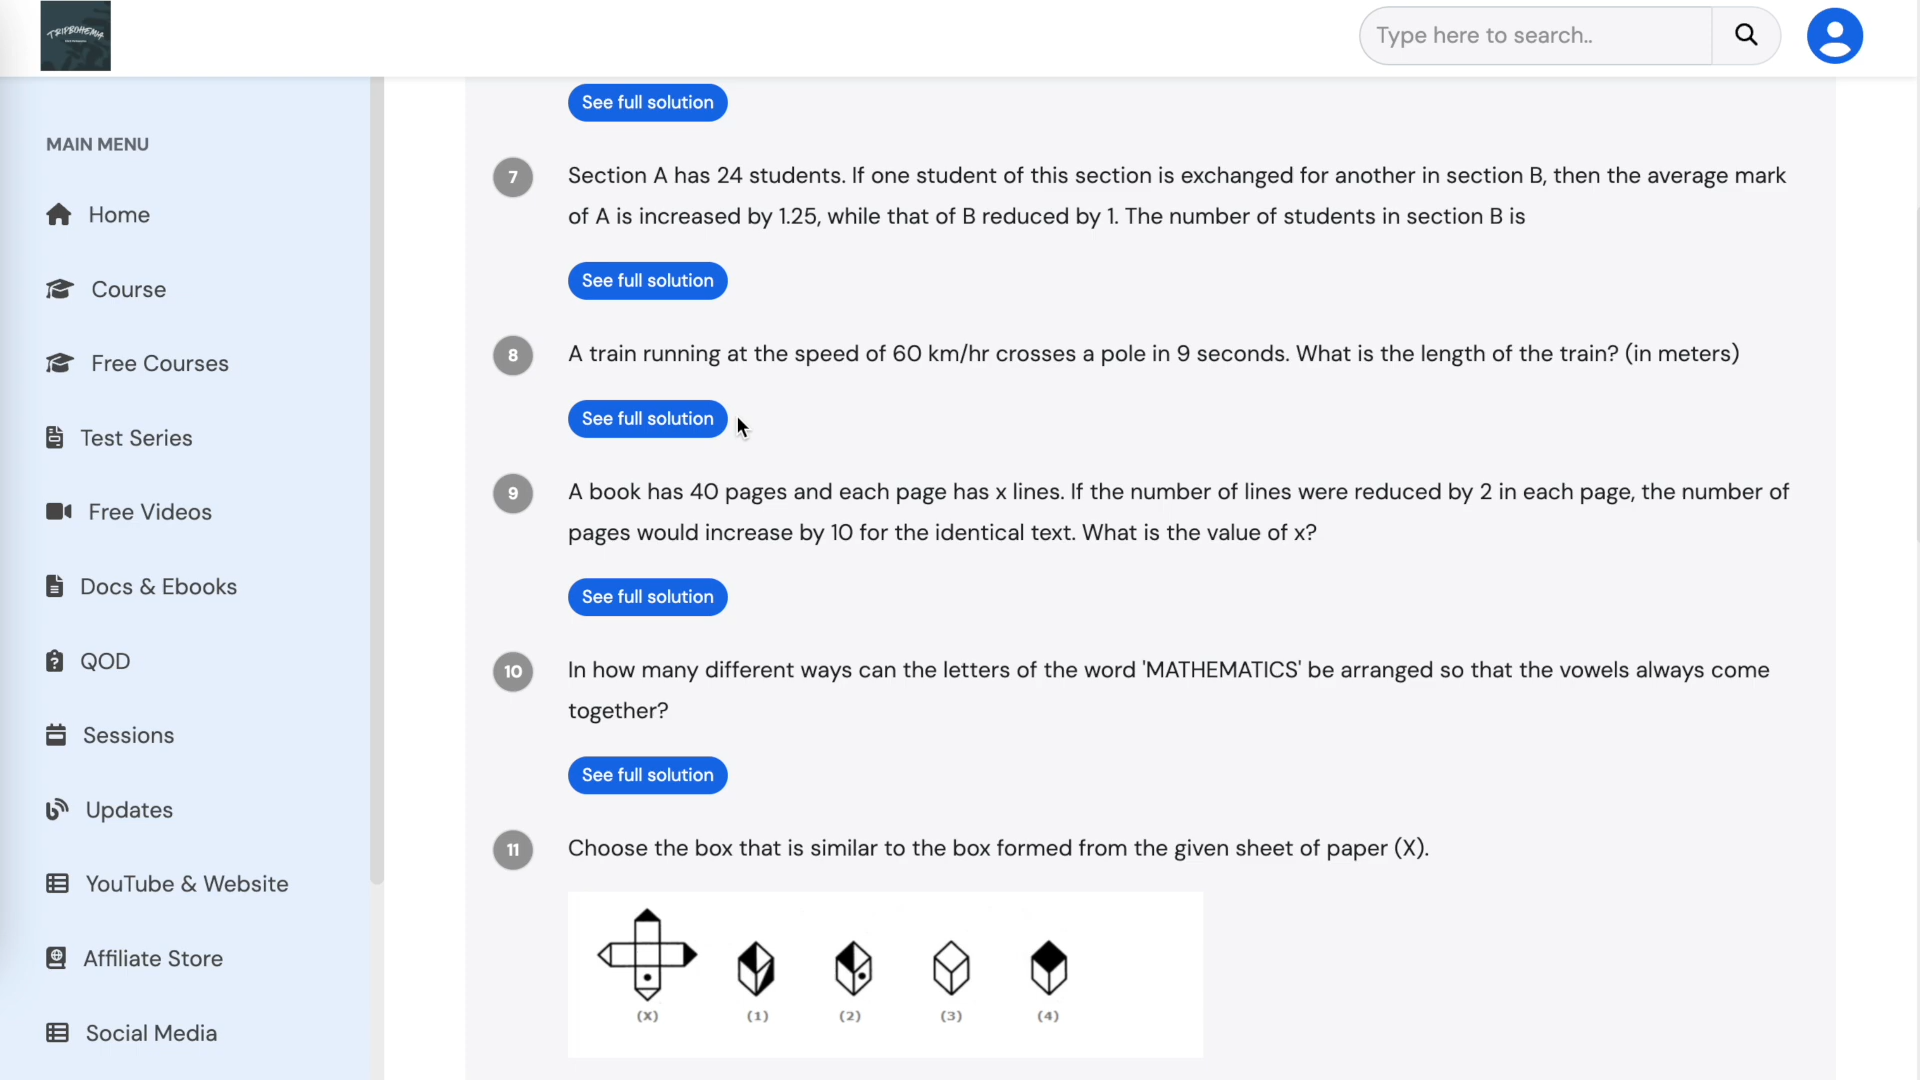 TRIPBOHEMIA
Type here to search..
MAIN MENU
Home
Course
Free Courses
Test Series
Free Videos
Docs & Ebooks
QOD
Sessions
Updates
YouTube & Website
Affiliate Store
Social Media
See full solution
7
Section A has 24 students. If one student of this section is exchanged for another in section B, then the average mark
of A is increased by 1.25, while that of B reduced by 1. The number of students in section B is
See full solution
8
A train running at the speed of 60 km/hr crosses a pole in 9 seconds. What is the length of the train? (in meters)
See full solution
9
A book has 40 pages and each page has x lines. If the number of lines were reduced by 2 in each page, the number of
pages would increase by 10 for the identical text. What is the value of x?
See full solution
10
In how many different ways can the letters of the word 'MATHEMATICS' be arranged so that the vowels always come
together?
See full solution
11
Choose the box that is similar to the box formed from the given sheet of paper (X).
(X) (1) (2) (3) (4)